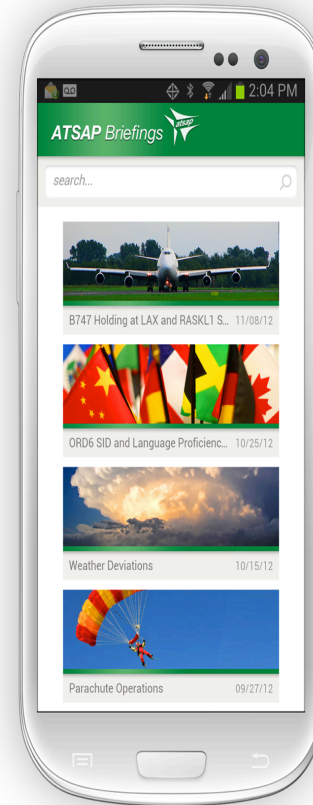 2:04 PM
ATSAP Briefings atsap
search...
B747 Holding at LAX and RASKL1 S... 11/08/12
ORD6 SID and Language Proficienc... 10/25/12
Weather Deviations 10/15/12
Parachute Operations 09/27/12